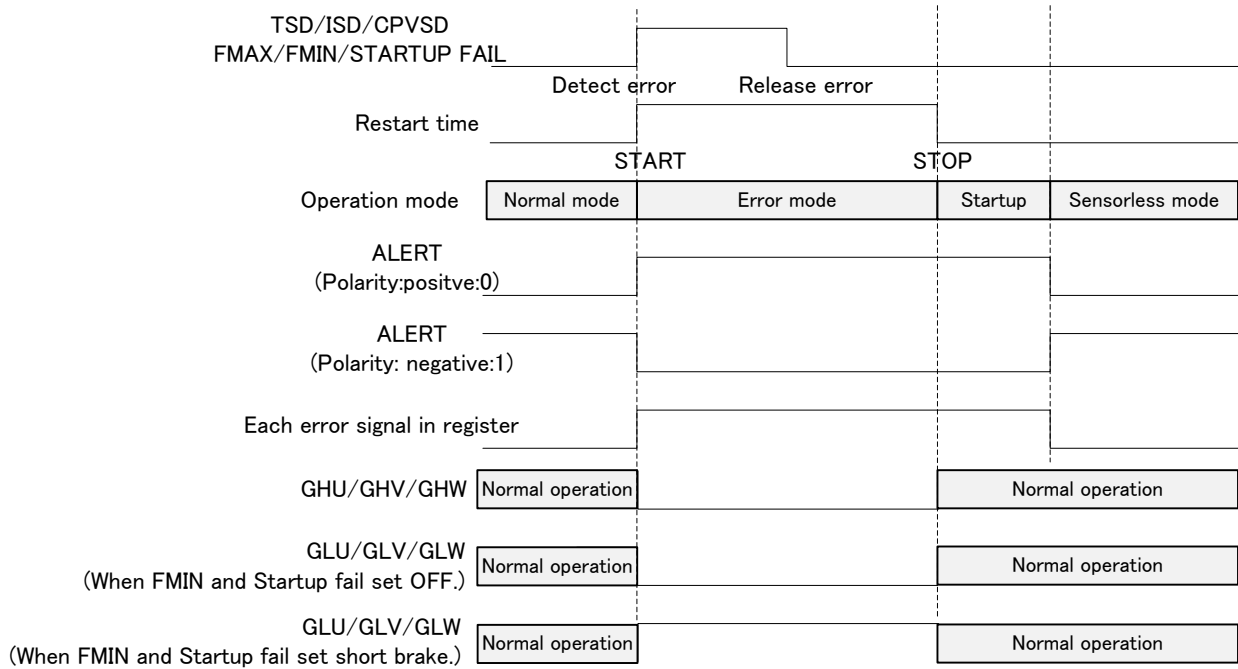 TSD/ISD/CPVSD
FMAX/FMIN/STARTUP FAIL
Detect error
Release error
Restart time
START
STOP
Operation mode
Normal mode
Error mode
Startup
Sensorless mode
ALERT
(Polarity:positve:0)
ALERT
(Polarity: negative:1)
Each error signal in register
GHU/GHV/GHW
Normal operation
Normal operation
GLU/GLV/GLW
(When FMIN and Startup fail set OFF.)
Normal operation
Normal operation
GLU/GLV/GLW
(When FMIN and Startup fail set short brake.)
Normal operation
Normal operation